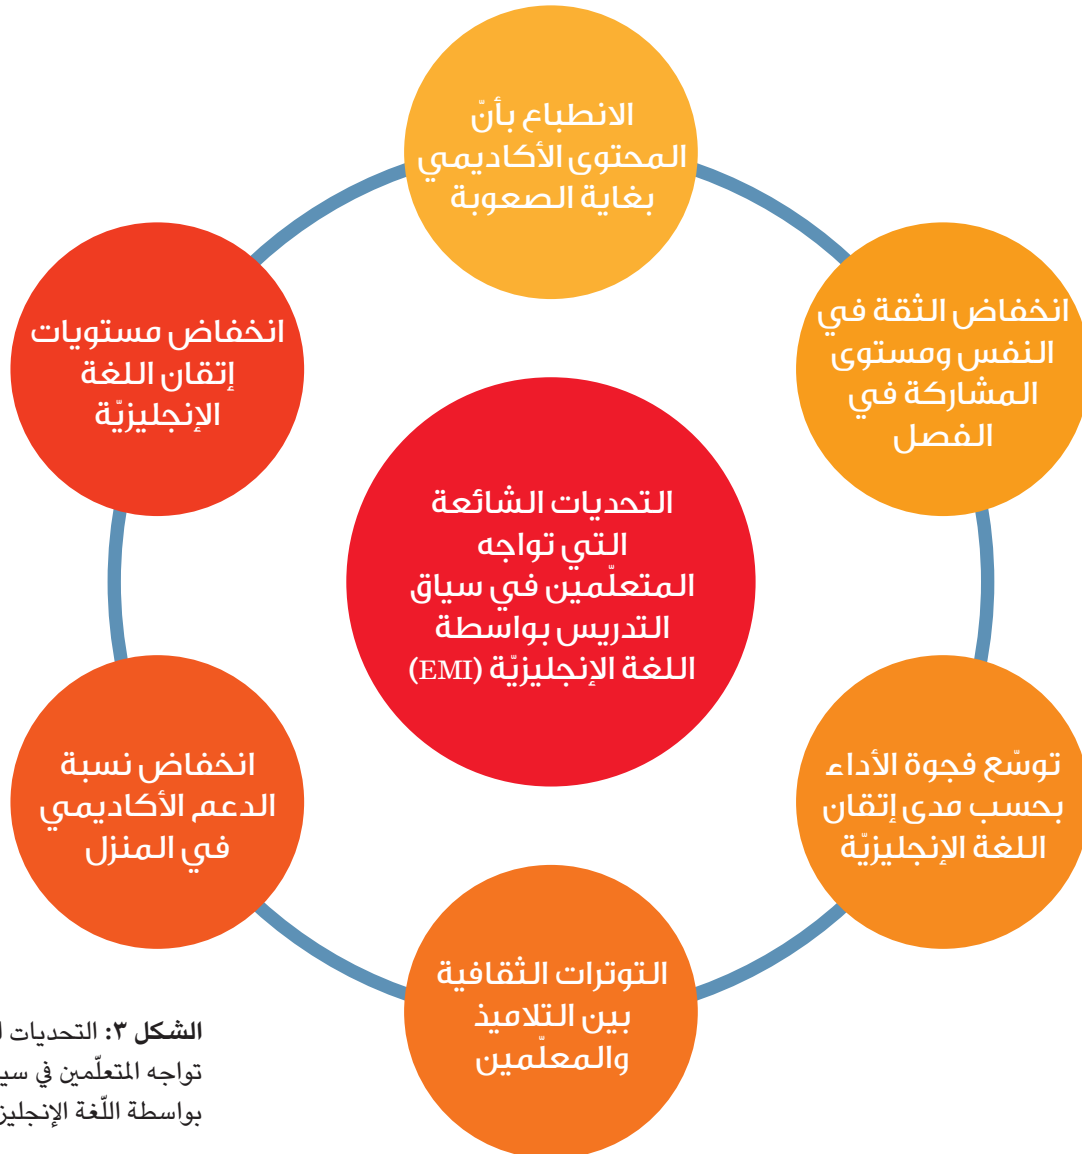 الانطباع بأنّ
المحتوى الأكاديمي
بغاية الصعوبة
انخفاض الثقة في
النفس ومستوى
المشاركة في
الفصل
انخفاض مستويات
إتقان اللغة
الإنجليزيّة
التحديات الشائعة
التي تواجه
المتعلّمين في سياق
التدريس بواسطة
اللغة الإنجليزيّة (EMI)
توسّع فجوة الأداء
بحسب مدى إتقان
اللغة الإنجليزيّة
انخفاض نسبة
الدعم الأكاديمي
في المنزل
التوترات الثقافية
بين التلاميذ
والمعلّمين
الشكل ٣: التحديات
تواجه المتعلّمين في
بواسطة اللّغة